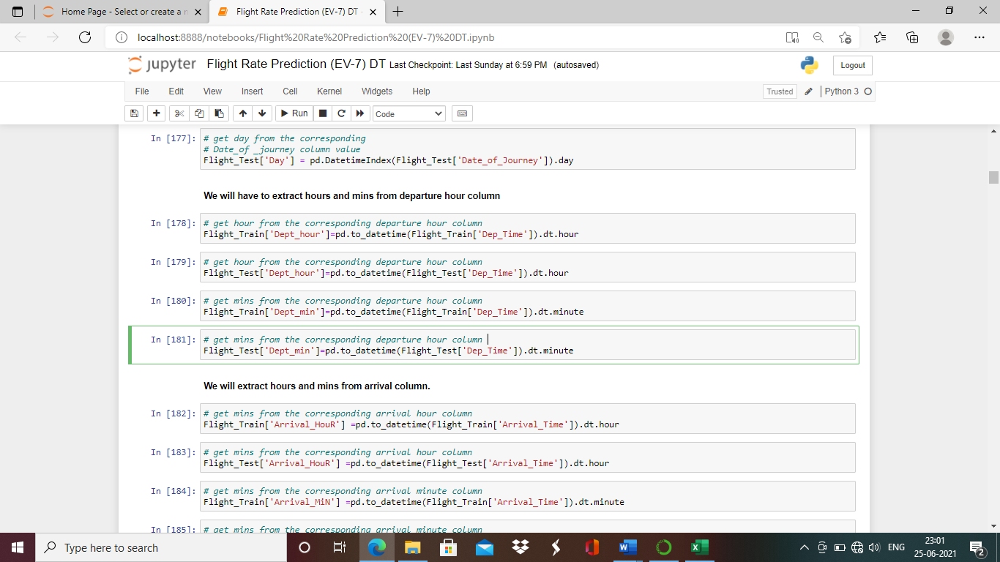 Home Page - Select or create a n
Flight Rate Prediction (EV-7) DT -
localhost:8888/notebooks/Flight%20Rate%20Prediction%20(EV-7)%20DT.ipynb
jupyter Flight Rate Prediction (EV-7) DT Last Checkpoint: Last Sunday at 6:59 PM (autosaved)
Logout
File Edit View Insert Cell Kernel Widgets Help
Trusted Python 3
Run Code
In [177]: # get day from the corresponding
# Date_of _journey column value
Flight_Test['Day'] = pd.DatetimeIndex(Flight_Test['Date_of_Journey']).day
We will have to extract hours and mins from departure hour column
In [178]: # get hour from the corresponding departure hour column
Flight_Train['Dept_hour']=pd.to_datetime(Flight_Train['Dep_Time']).dt.hour
In [179]: # get hour from the corresponding departure hour column
Flight_Test['Dept_hour']=pd.to_datetime(Flight_Test['Dep_Time']).dt.hour
In [180]: # get mins from the corresponding departure hour column
Flight_Train['Dept_min']=pd.to_datetime(Flight_Train['Dep_Time']).dt.minute
In [181]: # get mins from the corresponding departure hour column
Flight_Test['Dept_min']=pd.to_datetime(Flight_Test['Dep_Time']).dt.minute
We will extract hours and mins from arrival column.
In [182]: # get mins from the corresponding arrival hour column
Flight_Train['Arrival_HouR'] =pd.to_datetime(Flight_Train['Arrival_Time']).dt.hour
In [183]: # get mins from the corresponding arrival hour column
Flight_Test['Arrival_HouR'] =pd.to_datetime(Flight_Test['Arrival_Time']).dt.hour
In [184]: # get mins from the corresponding arrival minute column
Flight_Train['Arrival_MiN'] =pd.to_datetime(Flight_Train['Arrival_Time']).dt.minute
In [185]: # get mins from the corresponding arrival minute column
Type here to search
ENG
23:01
25-06-2021
2